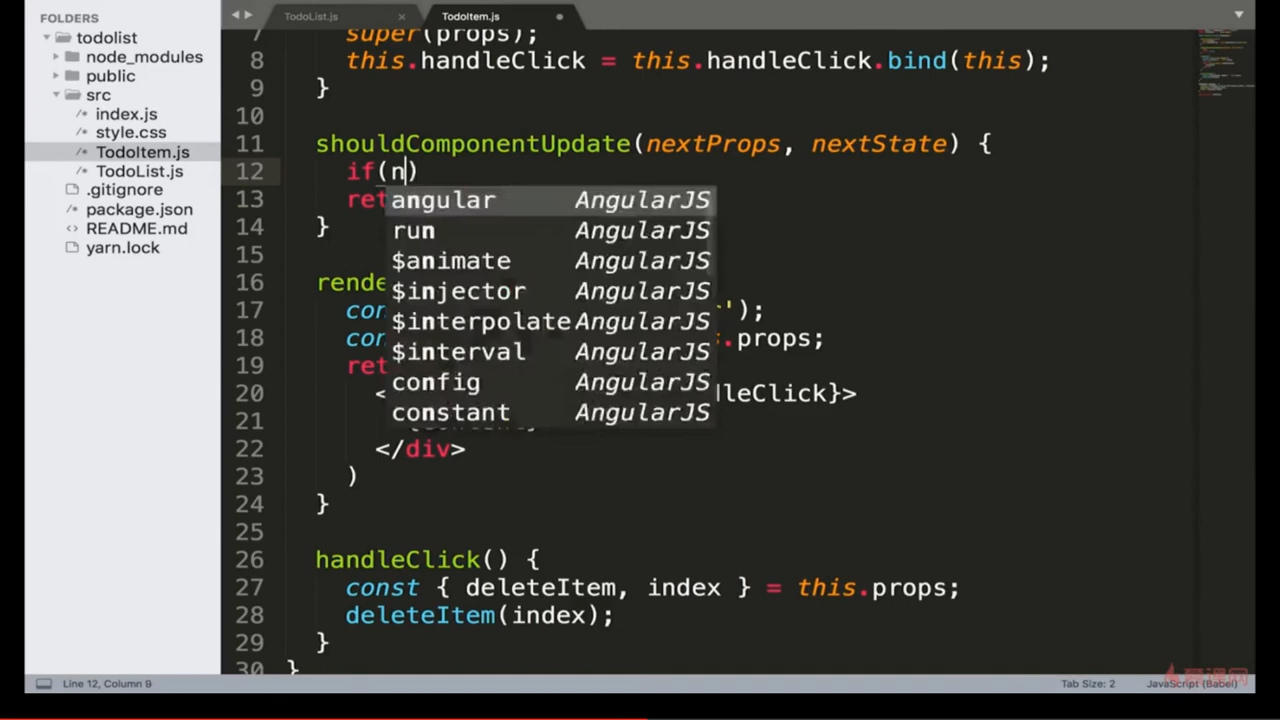 FOLDERS
todolist
node_modules
public
src
index.js
style.css
TodoItem.js
TodoList.js
.gitignore
package.json
README.md
yarn.lock
TodoList.js
TodoItem.js
7 super(props);
8 this.handleClick = this.handleClick.bind(this);
9 }
10
11 shouldComponentUpdate(nextProps, nextState) {
12 if(n)
13 ret
14 }
15
16 rende
17 con r');
18 co s.props;
19 ret
20 < lleClick}>
21
22 </div>
23 )
24 }
25
26 handleClick() {
27 const { deleteItem, index } = this.props;
28 deleteItem(index);
29 }
30 }
angular AngularJS
run AngularJS
$animate AngularJS
$injector AngularJS
$interpolate AngularJS
$interval AngularJS
config AngularJS
constant AngularJS
Line 12, Column 9
Tab Size: 2
JavaScript (Babel)